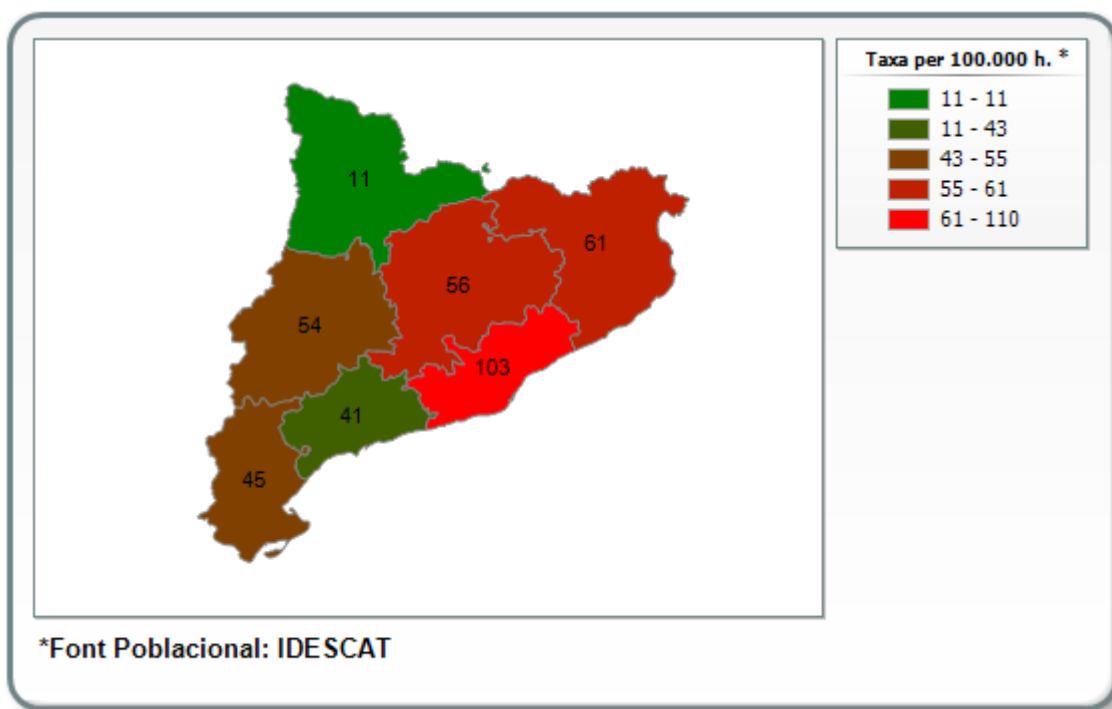 Taxa per 100.000 h. *
11 - 11
11 - 43
43 - 55
55 - 61
61 - 110
11
61
56
54
103
41
45
*Font Poblacional: IDESCAT